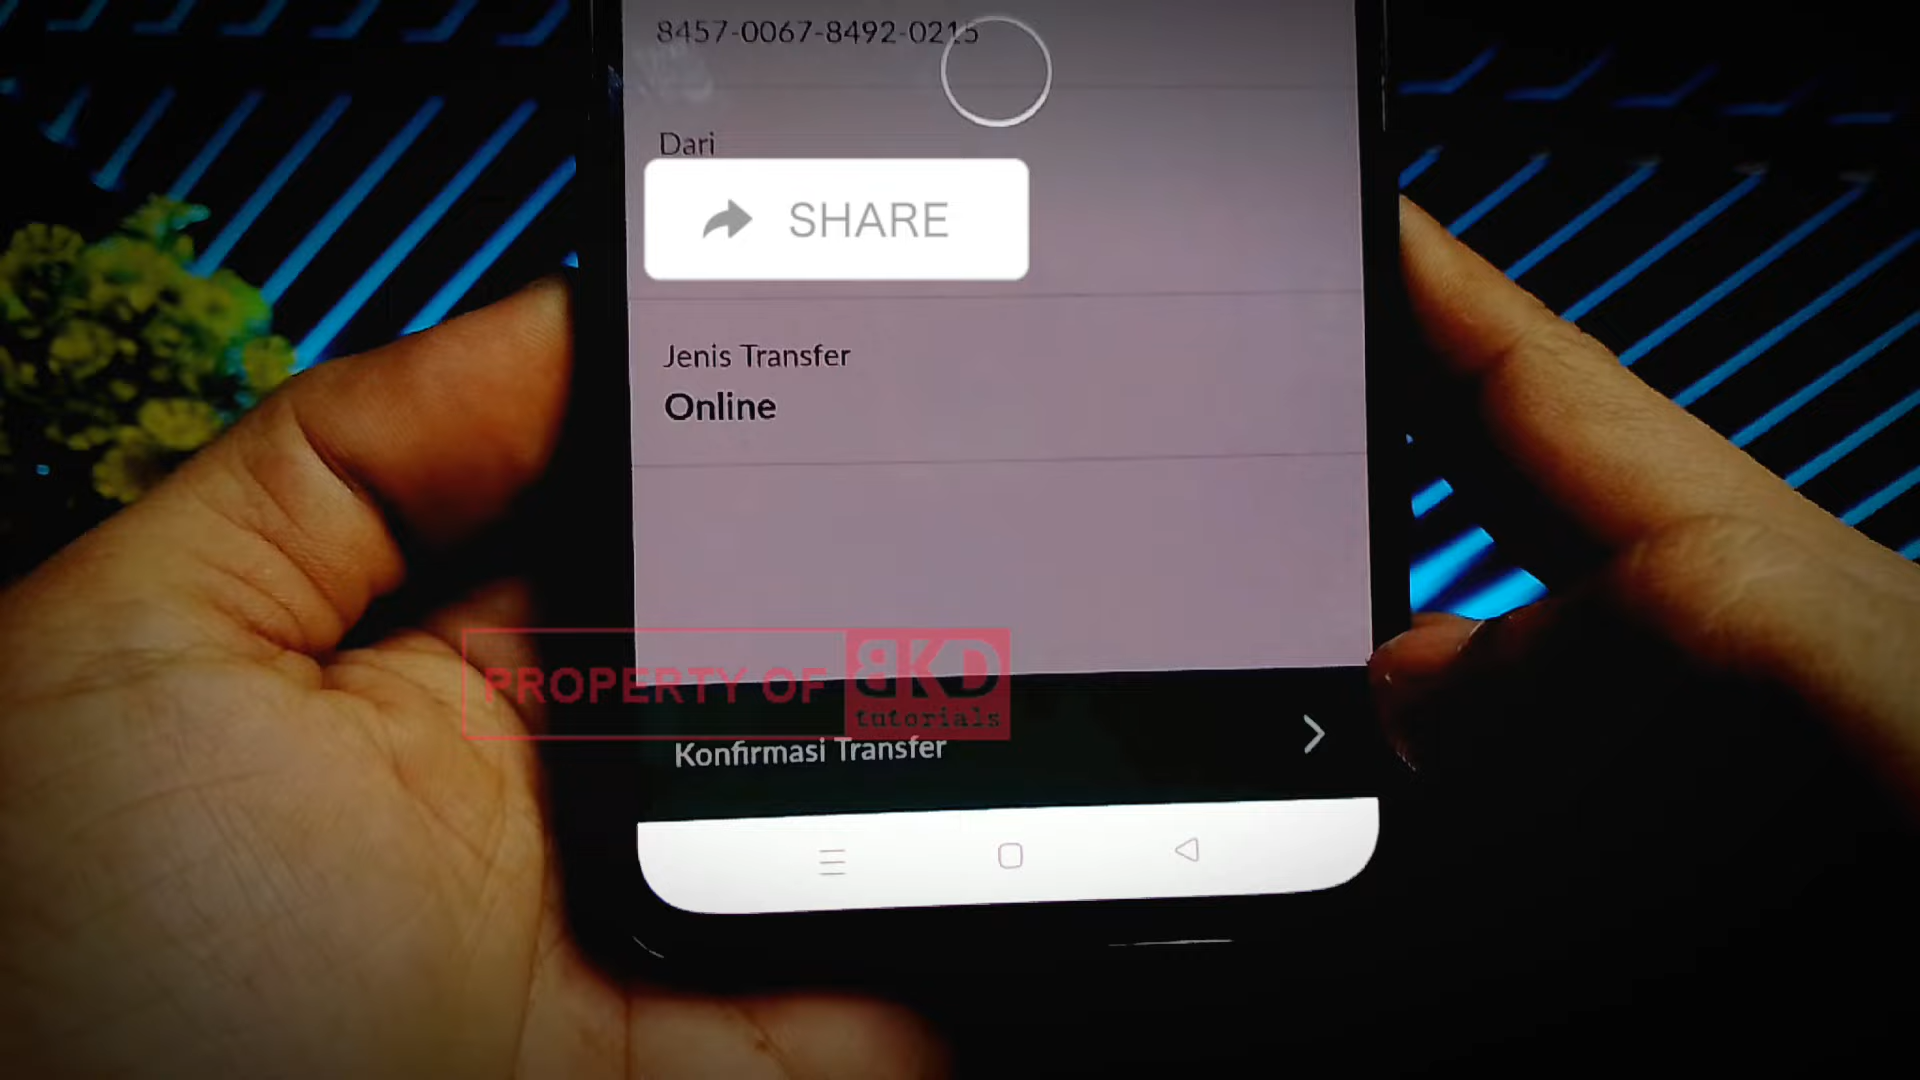 8457-0067-8492-0215
Dari
SHARE
Jenis Transfer
Online
PROPERTY OF BKD
tutorials
Konfirmasi Transfer